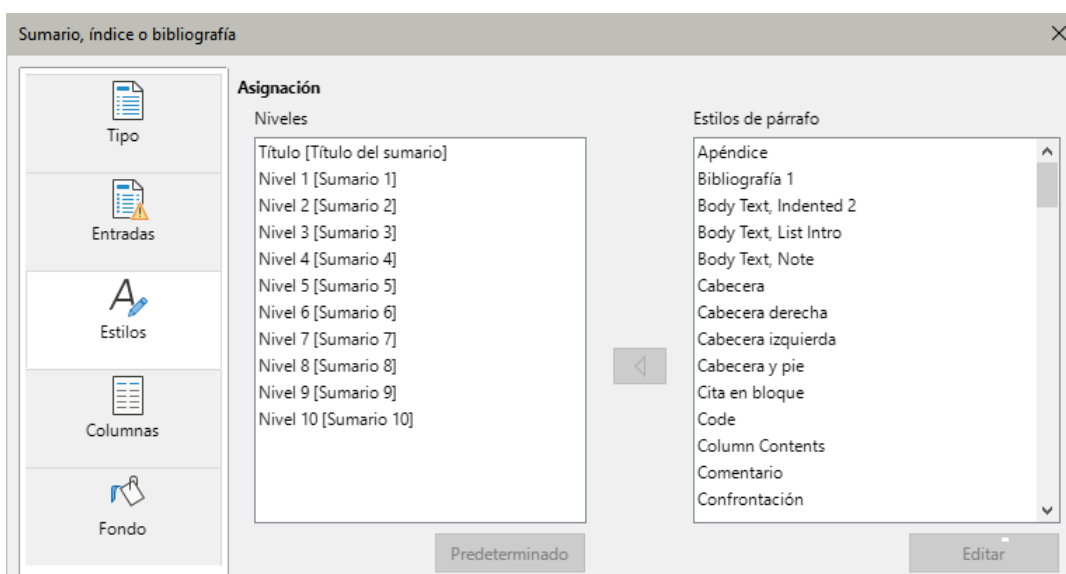 Sumario, índice o bibliografía
Tipo
Entradas
Estilos
Columnas
Fondo
Asignación
Niveles
Título [Título del sumario]
Nivel 1 [Sumario 1]
Nivel 2 [Sumario 2]
Nivel 3 [Sumario 3]
Nivel 4 [Sumario 4]
Nivel 5 [Sumario 5]
Nivel 6 [Sumario 6]
Nivel 7 [Sumario 7]
Nivel 8 [Sumario 8]
Nivel 9 [Sumario 9]
Nivel 10 [Sumario 10]
Predeterminado
Estilos de párrafo
Apéndice
Bibliografía 1
Body Text, Indented 2
Body Text, List Intro
Body Text, Note
Cabecera
Cabecera derecha
Cabecera izquierda
Cabecera y pie
Cita en bloque
Code
Column Contents
Comentario
Confrontación
Editar